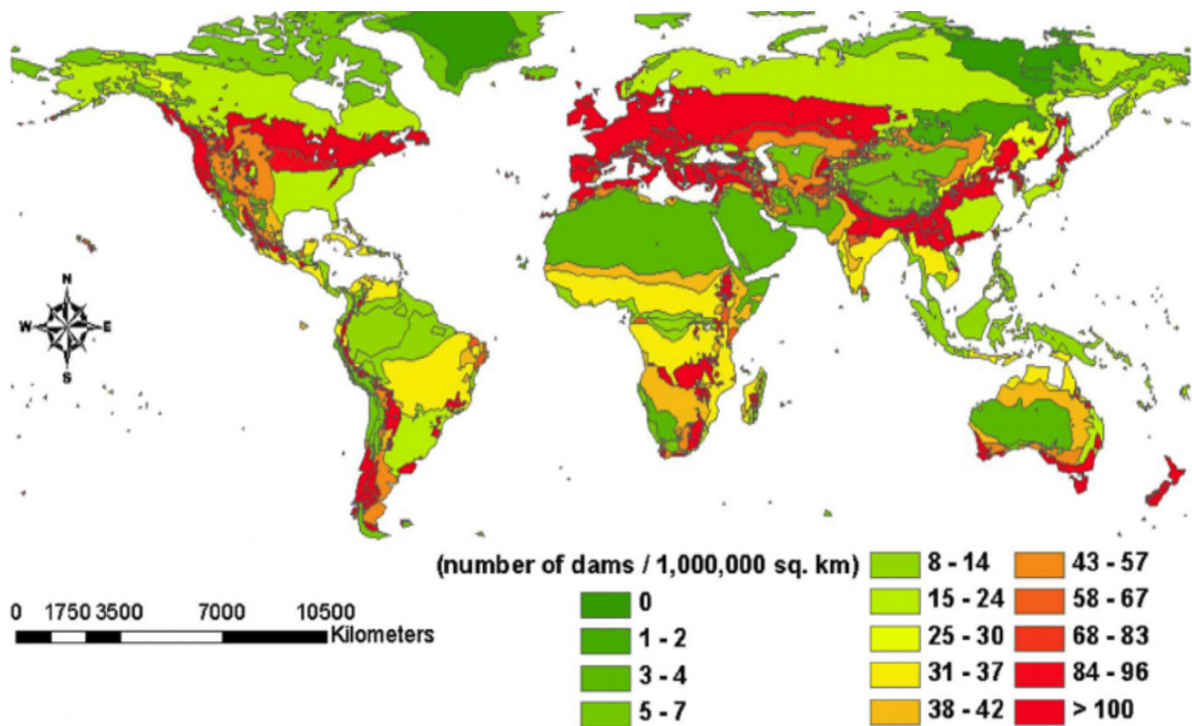 N
W E
S
(number of dams / 1,000,000 sq. km)
0
1 - 2
3 - 4
5 - 7
8 - 14
15 - 24
25 - 30
31 - 37
38 - 42
43 - 57
58 - 67
68 - 83
84 - 96
> 100
0 1750 3500 7000 10500
Kilometers